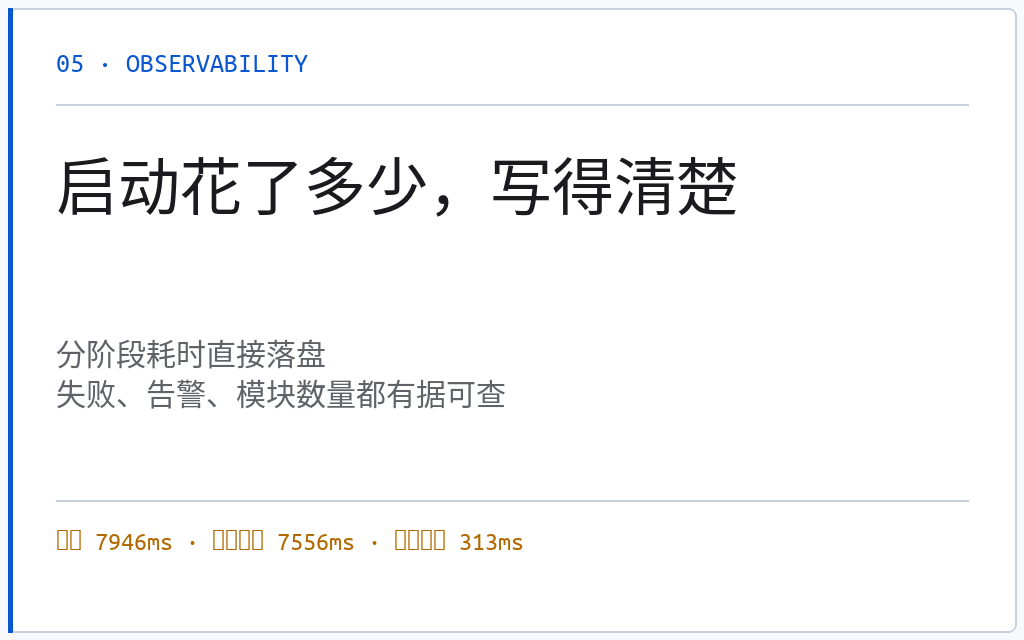 05 · OBSERVABILITY
启动花了多少，写得清楚
分阶段耗时直接落盘
失败、告警、模块数量都有据可查
7946ms · 7556ms · 313ms